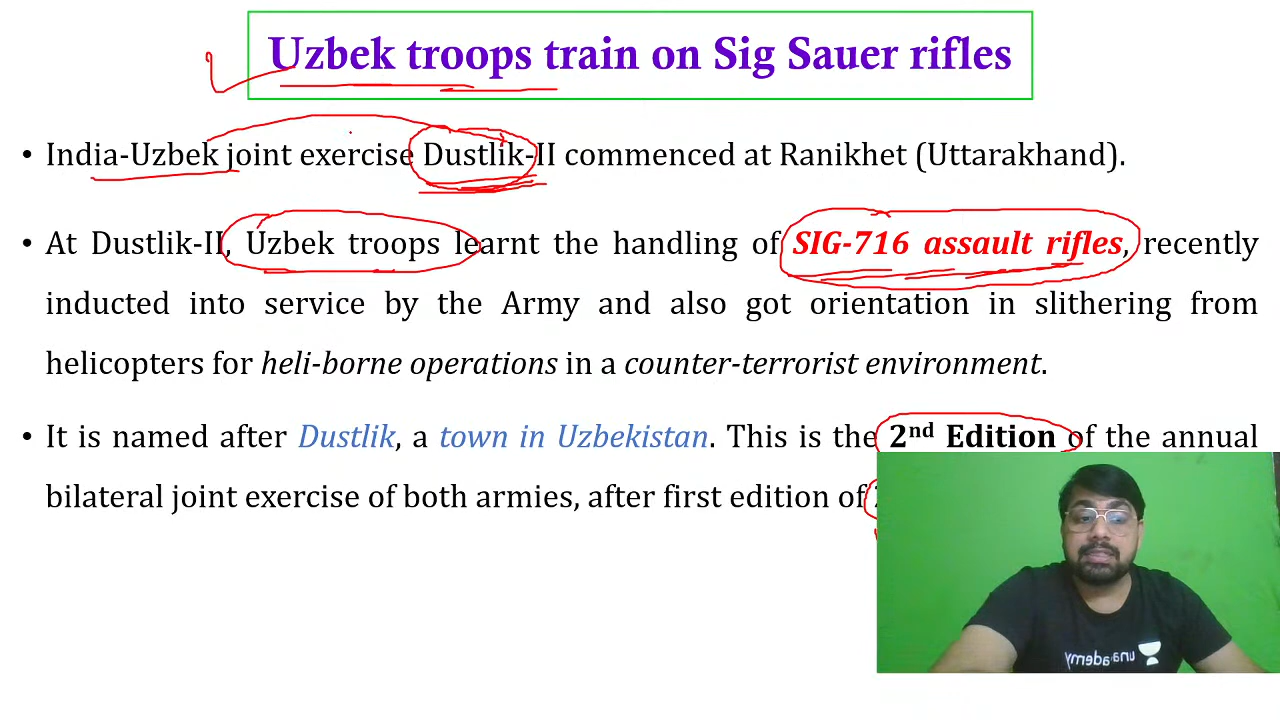 Uzbek troops train on Sig Sauer rifles
• India-Uzbek joint exercise Dustlik-II commenced at Ranikhet (Uttarakhand).
• At Dustlik-II, Uzbek troops learnt the handling of SIG-716 assault rifles, recently
inducted into service by the Army and also got orientation in slithering from
helicopters for heli-borne operations in a counter-terrorist environment.
• It is named after Dustlik, a town in Uzbekistan. This is the 2nd Edition of the annual
bilateral joint exercise of both armies, after first edition of
unacademy